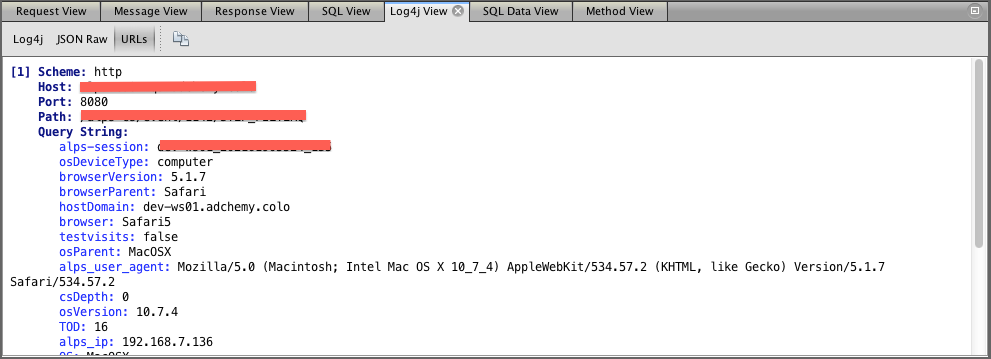 Request View
Message View
Response View
SQL View
Log4j View
SQL Data View
Method View
Log4j
JSON Raw
URLs
[1] Scheme: http
Host:
Port: 8080
Path:
Query String:
alps-session:
osDeviceType: computer
browserVersion: 5.1.7
browserParent: Safari
hostDomain: dev-ws01.adchemy.colo
browser: Safari5
testvisits: false
osParent: MacOSX
alps_user_agent: Mozilla/5.0 (Macintosh; Intel Mac OS X 10_7_4) AppleWebKit/534.57.2 (KHTML, like Gecko) Version/5.1.7
Safari/534.57.2
csDepth: 0
osVersion: 10.7.4
TOD: 16
alps_ip: 192.168.7.136
OS: MacOSX